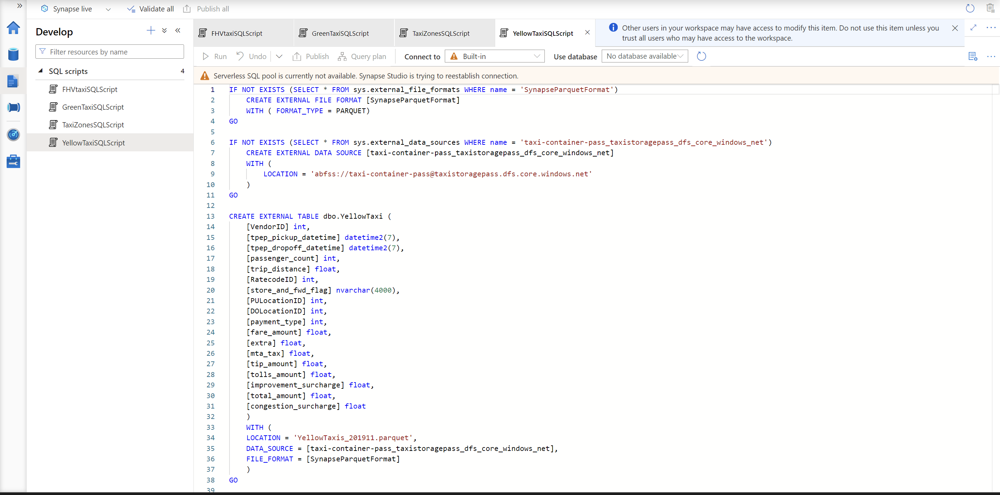 Synapse live Validate all Publish all
Develop
Filter resources by name
SQL scripts 4
FHVtaxiSQLScript
GreenTaxiSQLScript
TaxiZonesSQLScript
YellowTaxiSQLScript
FHVtaxiSQLScript GreenTaxiSQLScript TaxiZonesSQLScript YellowTaxiSQLScript
Other users in your workspace may have access to modify this item. Do not use this item unless you
trust all users who may have access to the workspace.
Run Undo Publish Query plan Connect to Built-in Use database No database available
Serverless SQL pool is currently not available. Synapse Studio is trying to reestablish connection.
1 IF NOT EXISTS (SELECT * FROM sys.external_file_formats WHERE name = 'SynapseParquetFormat')
2 CREATE EXTERNAL FILE FORMAT [SynapseParquetFormat]
3 WITH ( FORMAT_TYPE = PARQUET)
4 GO
5
6 IF NOT EXISTS (SELECT * FROM sys.external_data_sources WHERE name = 'taxi-container-pass_taxistoragepass_dfs_core_windows_net')
7 CREATE EXTERNAL DATA SOURCE [taxi-container-pass_taxistoragepass_dfs_core_windows_net]
8 WITH (
9 LOCATION = 'abfss://taxi-container-pass@taxistoragepass.dfs.core.windows.net'
10 )
11 GO
12
13 CREATE EXTERNAL TABLE dbo.YellowTaxi (
14 [VendorID] int,
15 [tpep_pickup_datetime] datetime2(7),
16 [tpep_dropoff_datetime] datetime2(7),
17 [passenger_count] int,
18 [trip_distance] float,
19 [RatecodeID] int,
20 [store_and_fwd_flag] nvarchar(4000),
21 [PULocationID] int,
22 [DOLocationID] int,
23 [payment_type] int,
24 [fare_amount] float,
25 [extra] float,
26 [mta_tax] float,
27 [tip_amount] float,
28 [tolls_amount] float,
29 [improvement_surcharge] float,
30 [total_amount] float,
31 [congestion_surcharge] float
32 )
33 WITH (
34 LOCATION = 'YellowTaxis_201911.parquet',
35 DATA_SOURCE = [taxi-container-pass_taxistoragepass_dfs_core_windows_net],
36 FILE_FORMAT = [SynapseParquetFormat]
37 )
38 GO
39